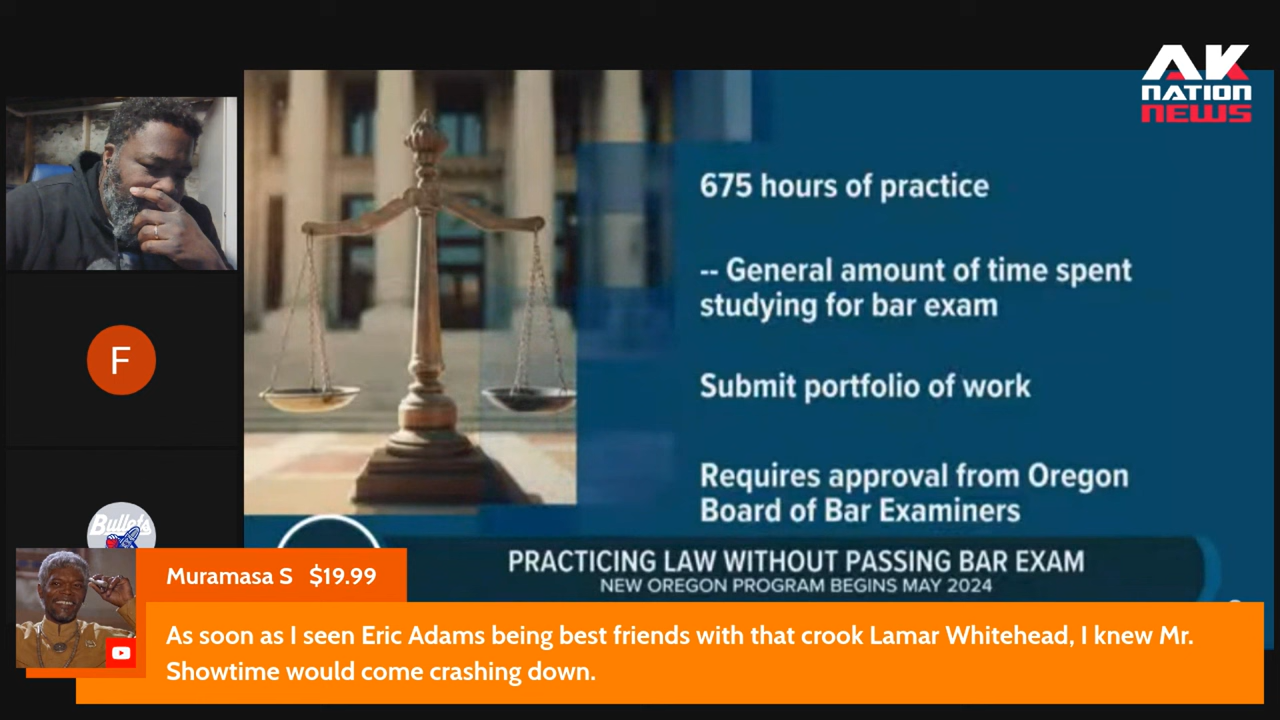 AK
NATION
NEWS
675 hours of practice
-- General amount of time spent
studying for bar exam
Submit portfolio of work
Requires approval from Oregon
Board of Bar Examiners
F
Bullets
PRACTICING LAW WITHOUT PASSING BAR EXAM
NEW OREGON PROGRAM BEGINS MAY 2024
Muramasa S $19.99
As soon as I seen Eric Adams being best friends with that crook Lamar Whitehead, I knew Mr.
Showtime would come crashing down.